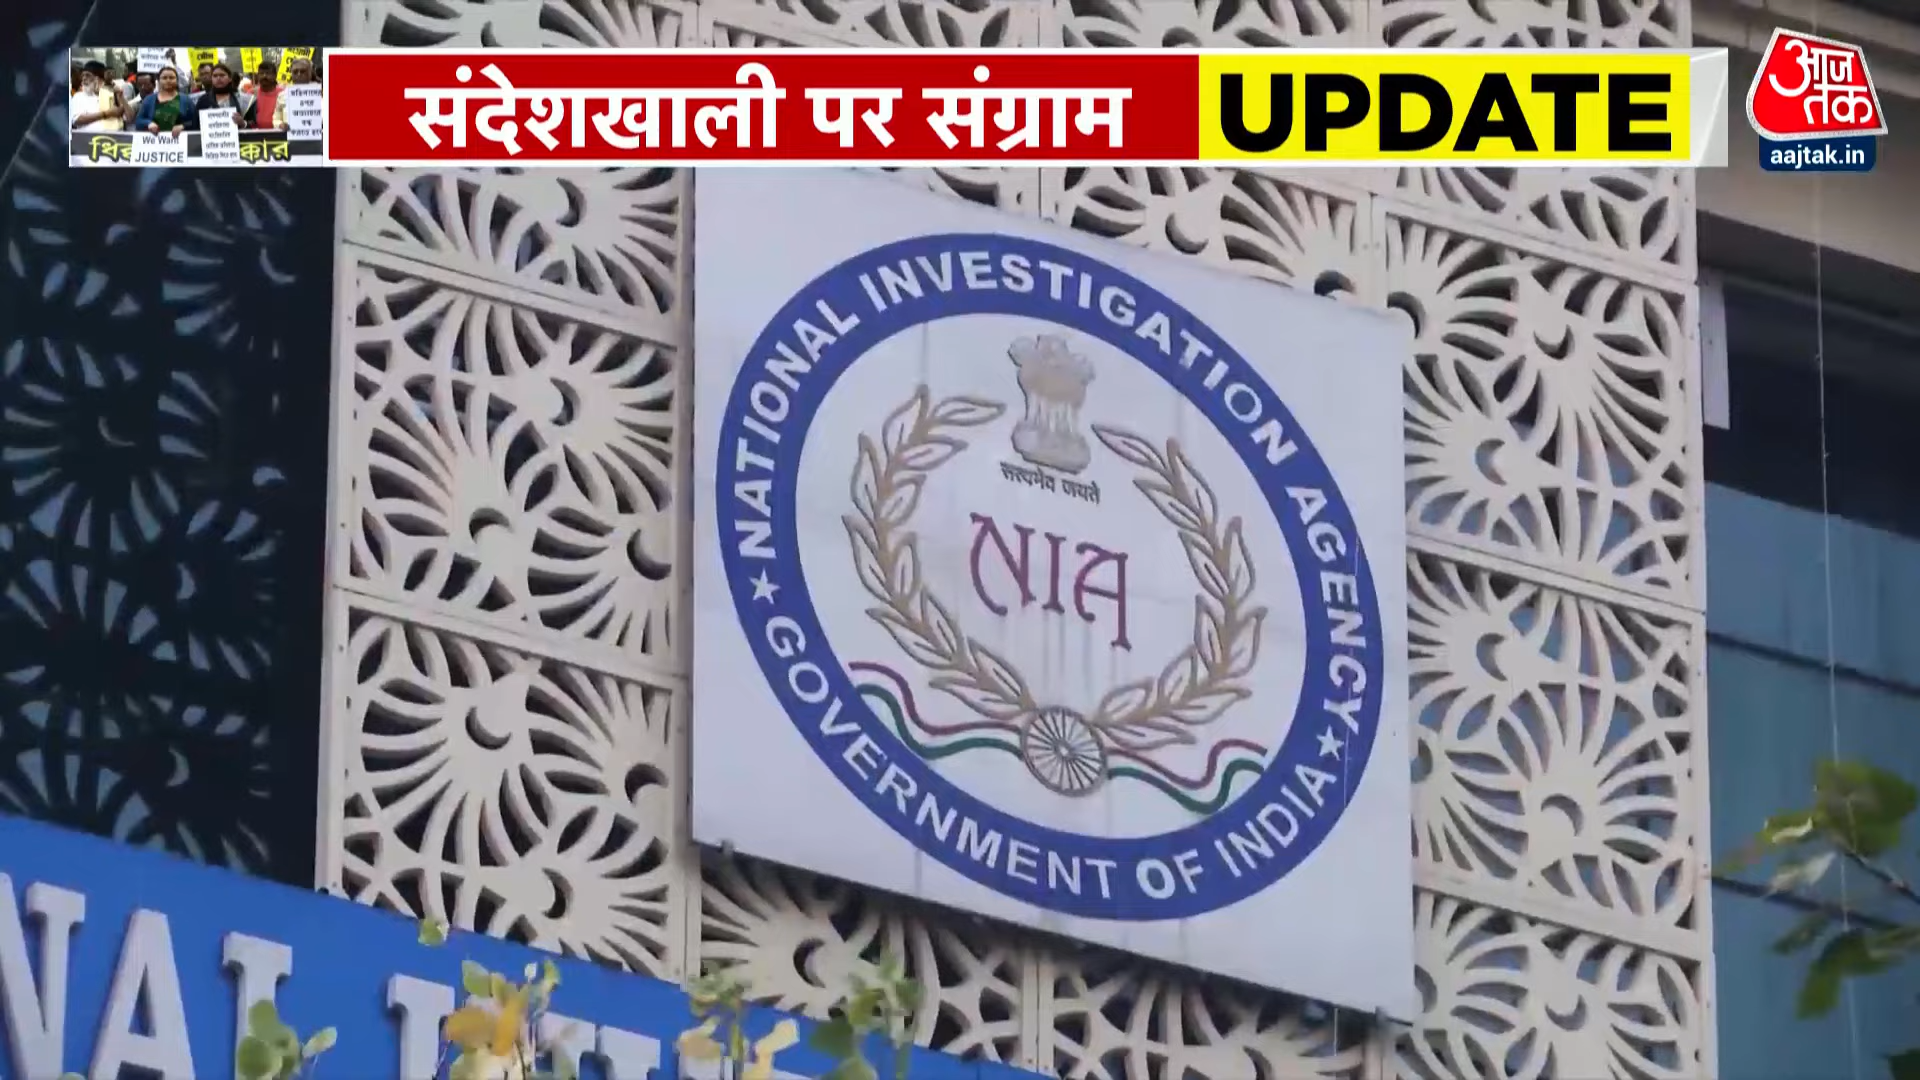 संदेशखाली पर संग्राम UPDATE
आज तक
aajtak.in
We Want
JUSTICE
NATIONAL INVESTIGATION AGENCY
सत्यमेव जयते
NIA
GOVERNMENT OF INDIA